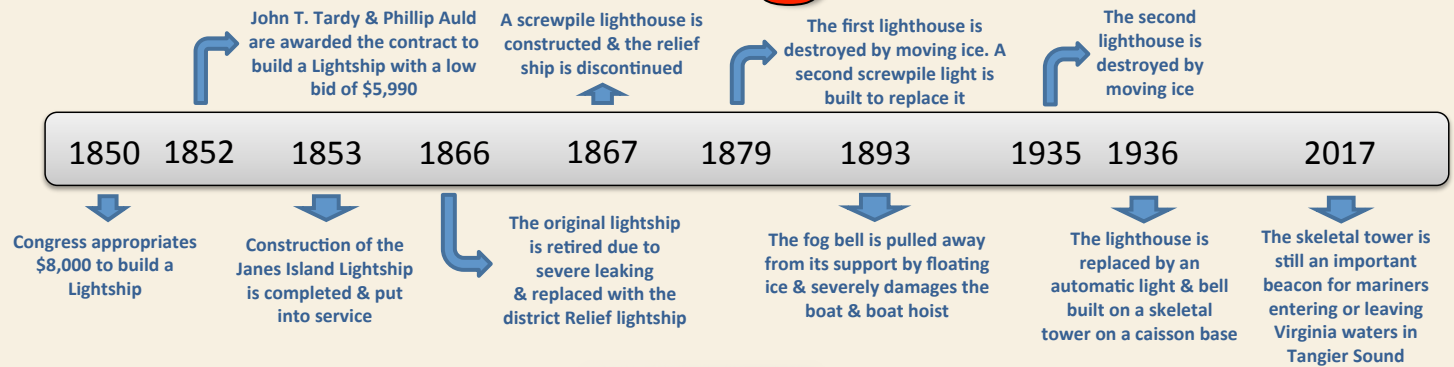 John T. Tardy & Phillip Auld
are awarded the contract to
build a Lightship with a low
bid of $5,990
A screwpile lighthouse is
constructed & the relief
ship is discontinued
The first lighthouse is
destroyed by moving ice. A
second screwpile light is
built to replace it
The second
lighthouse is
destroyed by
moving ice
1850 1852 1853 1866 1867 1879 1893 1935 1936 2017
Congress appropriates
$8,000 to build a
Lightship
Construction of the
Janes Island Lightship
is completed & put
into service
The original lightship
is retired due to
severe leaking
& replaced with the
district Relief lightship
The fog bell is pulled away
from its support by floating
ice & severely damages the
boat & boat hoist
The lighthouse is
replaced by an
automatic light & bell
built on a skeletal
tower on a caisson base
The skeletal tower is
still an important
beacon for mariners
entering or leaving
Virginia waters in
Tangier Sound